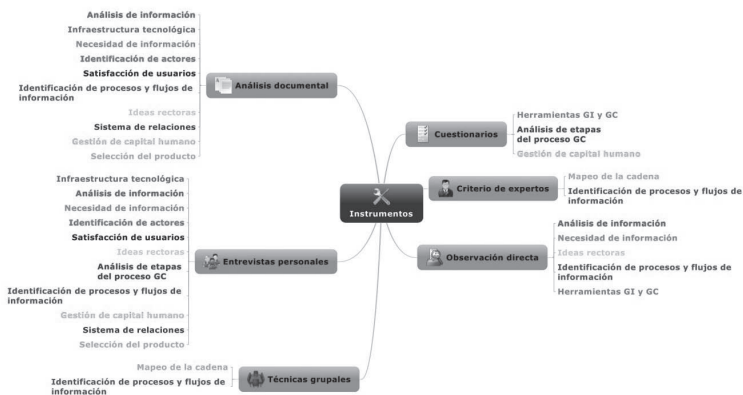 Análisis de información
Infraestructura tecnológica
Necesidad de información
Identificación de actores
Satisfacción de usuarios
Identificación de procesos y flujos de
información
Ideas rectoras
Sistema de relaciones
Gestión de capital humano
Selección del producto
Análisis documental
Infraestructura tecnológica
Análisis de información
Necesidad de información
Identificación de actores
Satisfacción de usuarios
Ideas rectoras
Análisis de etapas
del proceso GC
Identificación de procesos y flujos de
información
Gestión de capital humano
Sistema de relaciones
Selección del producto
Entrevistas personales
Mapeo de la cadena
Identificación de procesos y flujos de
información
Técnicas grupales
Instrumentos
Cuestionarios
Herramientas GI y GC
Análisis de etapas
del proceso GC
Gestión de capital humano
Criterio de expertos
Mapeo de la cadena
Identificación de procesos y flujos de
información
Observación directa
Análisis de información
Necesidad de información
Ideas rectoras
Identificación de procesos y flujos de
información
Herramientas GI y GC